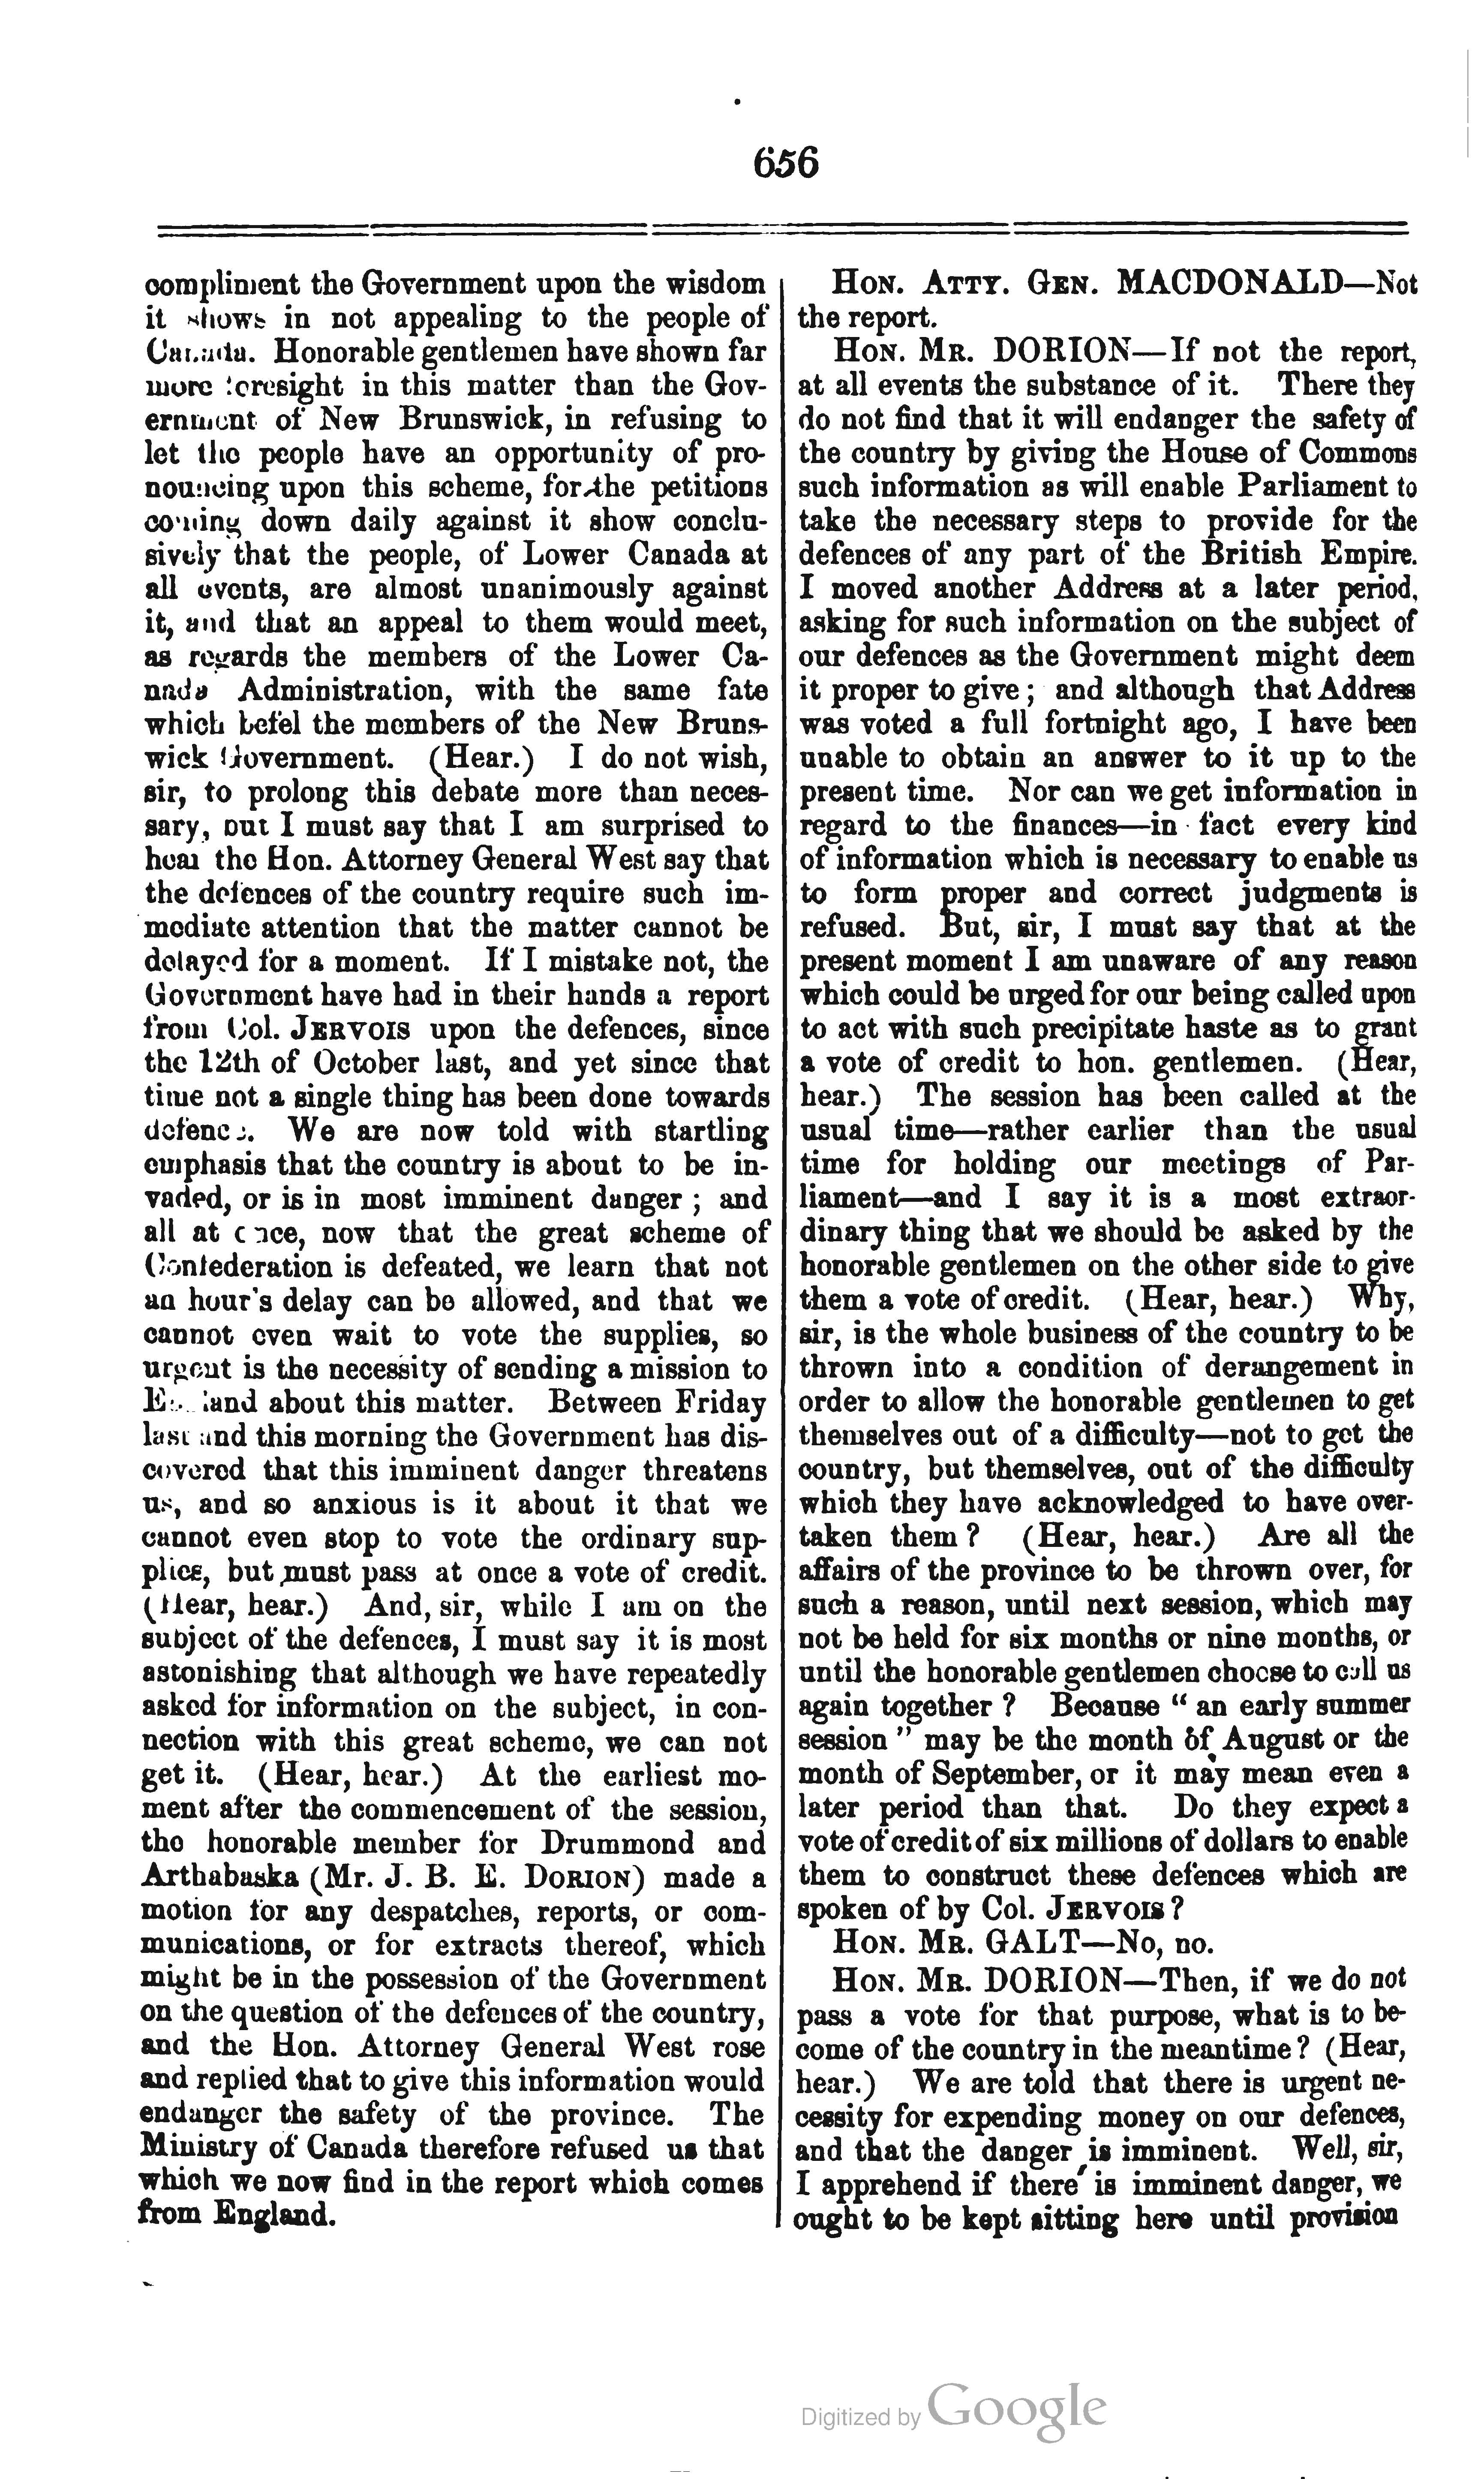 656
compliment the Government upon the wisdom
it shows in not appealing to the people of
Canada. Honorable gentlemen have shown far
more foresight in this matter than the Gov-
ernment of New Brunswick, in refusing to
let the people have an opportunity of pro-
nouncing upon this scheme, for the petitions
coming down daily against it show conclu-
sively that the people, of Lower Canada at
all events, are almost unanimously against
it, and that an appeal to them would meet,
as regards the members of the Lower Ca-
nada Administration, with the same fate
which befel the members of the New Bruns-
wick Government. (Hear.) I do not wish,
sir, to prolong this debate more than neces-
sary, but I must say that I am surprised to
hear the Hon. Attorney General West say that
the defences of the country require such im-
mediate attention that the matter cannot be
delayed for a moment. If I mistake not, the
Government have had in their hands a report
from Col. JERVOIS upon the defences, since
the 12th of October last, and yet since that
time not a single thing has been done towards
defence. We are now told with startling
emphasis that the country is about to be in-
vaded, or is in most imminent danger ; and
all at once, now that the great scheme of
Confederation is defeated, we learn that not
an hour's delay can be allowed, and that we
cannot even wait to vote the supplies, so
urgent is the necessity of sending a mission to
England about this matter. Between Friday
last and this morning the Government has dis-
covered that this imminent danger threatens
us, and so anxious is it about it that we
cannot even stop to vote the ordinary sup-
plies, but must pass at once a vote of credit.
(Hear, hear.) And, sir, while I am on the
subject of the defences, I must say it is most
astonishing that although we have repeatedly
asked for information on the subject, in con-
nection with this great scheme, we can not
get it. (Hear, hear.) At the earliest mo-
ment after the commencement of the session,
the honorable member for Drummond and
Arthabaska (Mr. J. B. E. DORION) made a
motion for any despatches, reports, or com-
munications, or for extracts thereof, which
might be in the possession of the Government
on the question of the defences of the country,
and the Hon. Attorney General West rose
and replied that to give this information would
endanger the safety of the province. The
Ministry of Canada therefore refused us that
which we now find in the report which comes
from England.
HON. ATTY. GEN. MACDONALD—Not
the report.
HON. MR. DORION—If not the report,
at all events the substance of it. There they
do not find that it will endanger the safety of
the country by giving the House of Commons
such information as will enable Parliament to
take the necessary steps to provide for the
defences of any part of the British Empire.
I moved another Address at a later period,
asking for such information on the subject of
our defences as the Government might deem
it proper to give ; and although that Address
was voted a full fortnight ago, I have been
unable to obtain an answer to it up to the
present time. Nor can we get information in
regard to the finances—in fact every kind
of information which is necessary to enable us
to form proper and correct judgments is
refused. But, sir, I must say that at the
present moment I am unaware of any reason
which could be urged for our being called upon
to act with such precipitate haste as to grant
a vote of credit to hon. gentlemen. (Hear,
hear.) The session has been called at the
usual time—rather earlier than the usual
time for holding our meetings of Par-
liament—and I say it is a most extraor-
dinary thing that we should be asked by the
honorable gentlemen on the other side to give
them a vote of credit. (Hear, hear.) Why,
sir, is the whole business of the country to be
thrown into a condition of derangement in
order to allow the honorable gentlemen to get
themselves out of a difficulty—not to get the
country, but themselves, out of the difficulty
which they have acknowledged to have over-
taken them ? (Hear, hear.) Are all the
affairs of the province to be thrown over, for
such a reason, until next session, which may
not be held for six months or nine months, or
until the honorable gentlemen choose to call us
again together ? Because " an early summer
session " may be the month of August or the
month of September, or it may mean even a
later period than that. Do they expect a
vote of credit of six millions of dollars to enable
them to construct these defences which are
spoken of by Col. JERVOIS ?
HON. MR. GALT—No, no.
HON. MR. DORION—Then, if we do not
pass a vote for that purpose, what is to be-
come of the country in the meantime ? (Hear,
hear.) We are told that there is urgent ne-
cessity for expending money on our defences,
and that the danger is imminent. Well, sir,
I apprehend if there is imminent danger, we
ought to be kept sitting here until provision
Digitized by Google